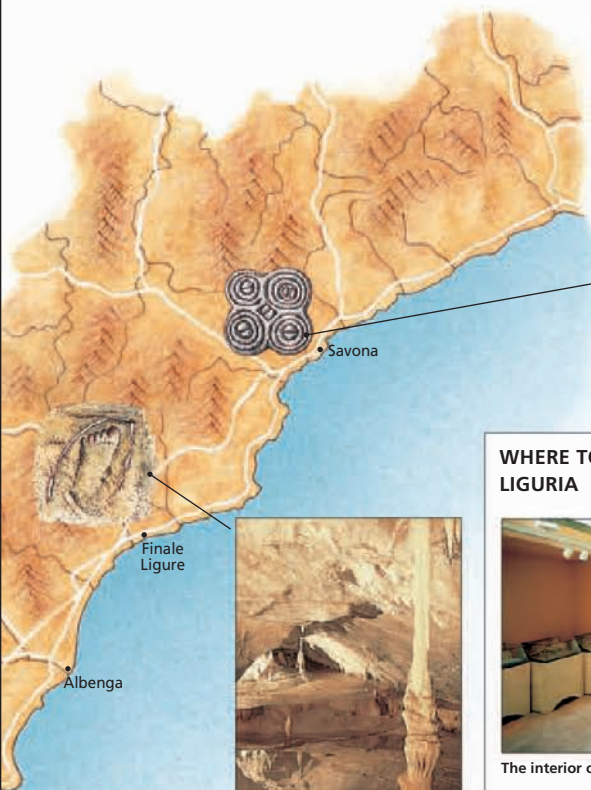 Savona
Finale
Ligure
Albenga
WHERE TO
LIGURIA
The interior